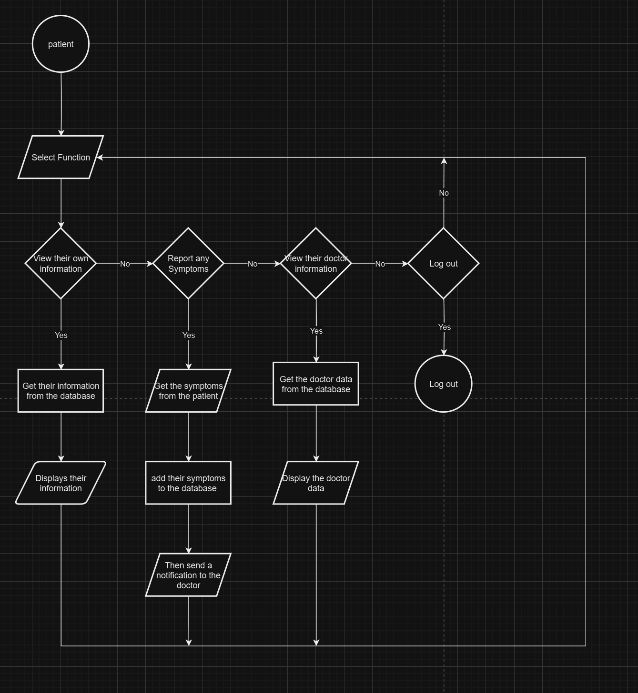 patient
Select Function
No
View their own
information
No
Report any
Symptoms
No
View their doctor
information
No
Log out
Yes
Yes
Yes
Yes
Get their Information
from the database
Get the symptoms
from the patient
Get the doctor data
from the database
Log out
Displays their
information
add their symptoms
to the database
Display the doctor
data
Then send a
notification to the
doctor